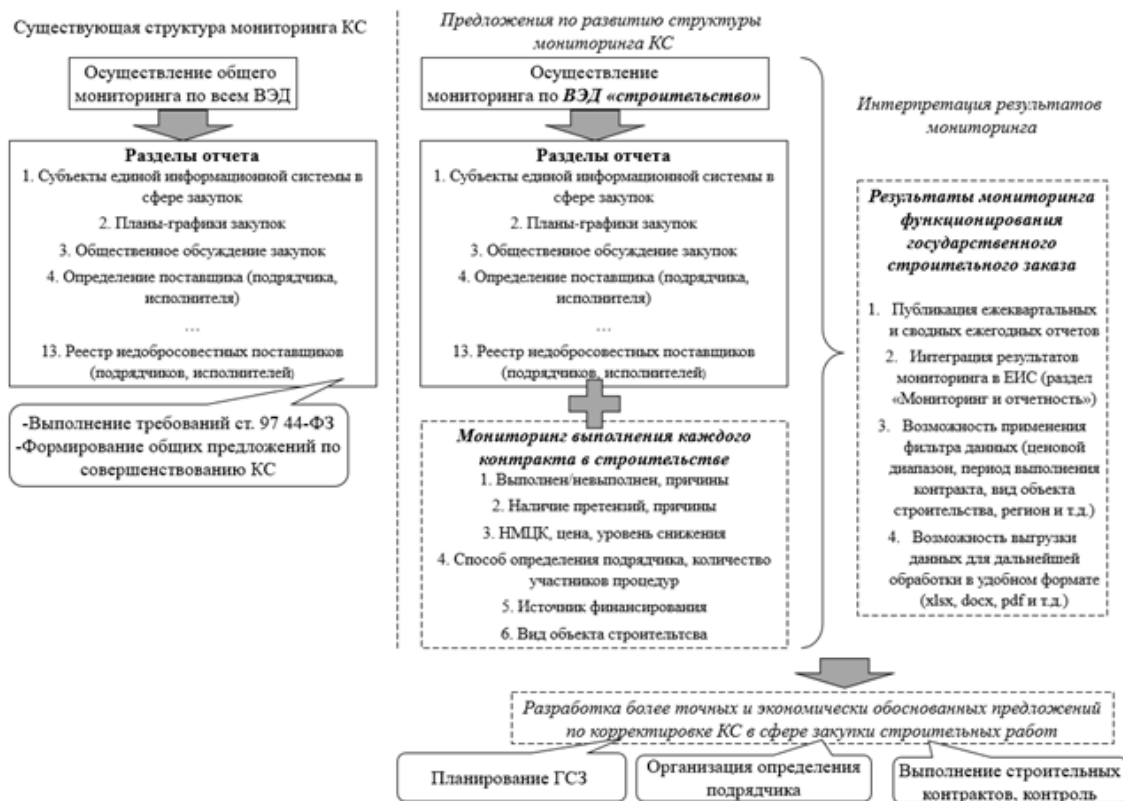 Существующая структура мониторинга КС
Осуществление общего
мониторинга по всем ВЭД
Разделы отчета
1. Субъекты единой информационной системы в
сфере закупок
2. Планы-графики закупок
3. Общественное обсуждение закупок
4. Определение поставщика (подрядчика,
исполнителя)
…
13. Реестр недобросовестных поставщиков
(подрядчиков, исполнителей)
-Выполнение требований ст. 97 44-ФЗ
-Формирование общих предложений по
совершенствованию КС
Предложения по развитию структуры
мониторинга КС
Осуществление
мониторинга по ВЭД «строительство»
Разделы отчета
1. Субъекты единой информационной системы в
сфере закупок
2. Планы-графики закупок
3. Общественное обсуждение закупок
4. Определение поставщика (подрядчика,
исполнителя)
…
13. Реестр недобросовестных поставщиков
(подрядчиков, исполнителей)
Мониторинг выполнения каждого
контракта в строительстве
1. Выполнен/невыполнен, причины
2. Наличие претензий, причины
3. НМЦК, цена, уровень снижения
4. Способ определения подрядчика, количество
участников процедур
5. Источник финансирования
6. Вид объекта строительтсва
Интерпретация результатов
мониторинга
Результаты мониторинга
функционирования
государственного
строительного заказа
1. Публикация ежеквартальных
и сводных ежегодных отчетов
2. Интеграция результатов
мониторинга в ЕИС (раздел
«Мониторинг и отчетность»)
3. Возможность применения
фильтра данных (ценовой
диапазон, период выполнения
контракта, вид объекта
строительства, регион и т.д.)
4. Возможность выгрузки
данных для дальнейшей
обработки в удобном формате
(xlsx, docx, pdf и т.д.)
Разработка более точных и экономически обоснованных предложений
по корректировке КС в сфере закупки строительных работ
Планирование ГСЗ
Организация определения
подрядчика
Выполнение строительных
контрактов, контроль